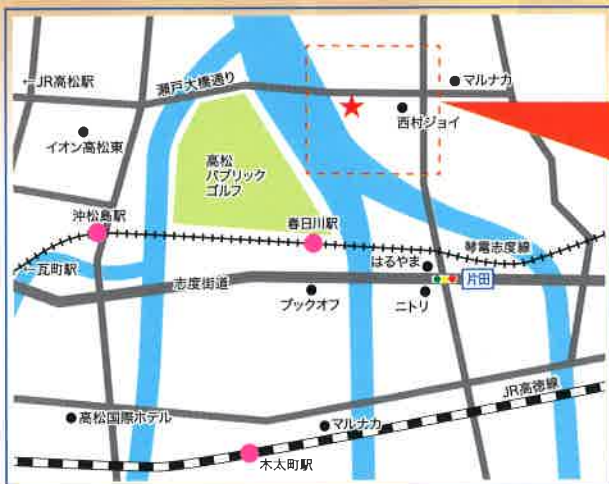 ←JR高松駅
瀬戸大橋通り
マルナカ
西村ジョイ
イオン高松東
高松
パブリック
ゴルフ
沖松島駅
春日川駅
琴電志度線
はるやま
←瓦町駅
志度街道
片田
ブックオフ
ニトリ
JR高徳線
高松国際ホテル
マルナカ
木太町駅